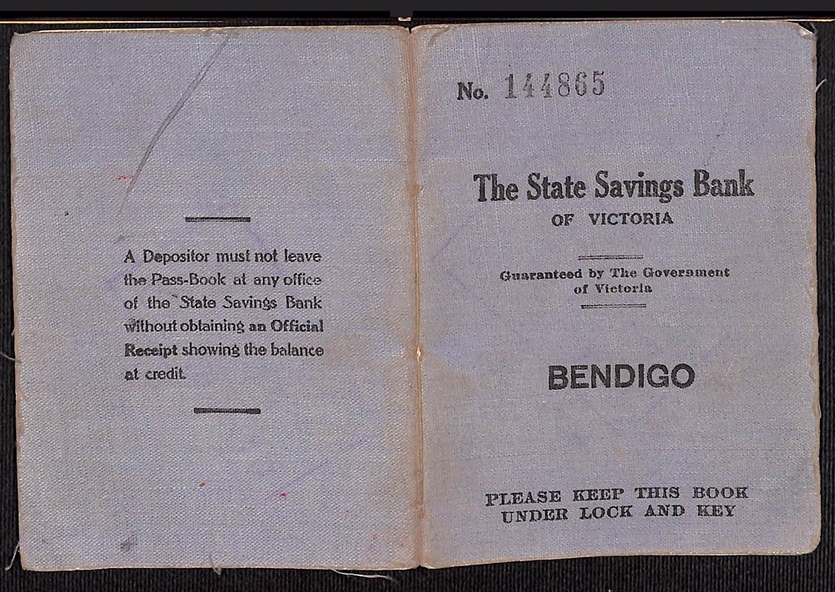 A Depositor must not leave
the Pass-Book at any office
of the State Savings Bank
without obtaining an Official
Receipt showing the balance
at credit.
No. 144865
The State Savings Bank
OF VICTORIA
Guaranteed by The Government
of Victoria
BENDIGO
PLEASE KEEP THIS BOOK
UNDER LOCK AND KEY